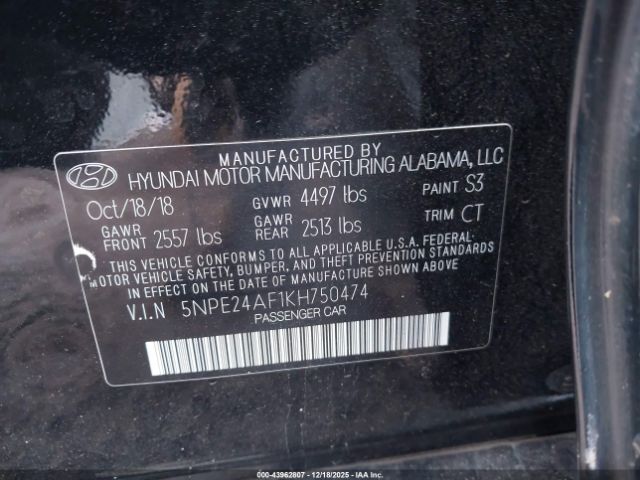 MANUFACTURED BY
HYUNDAI MOTOR MANUFACTURING ALABAMA, LLC
Oct/18/18 GVWR 4497 lbs PAINT S3
GAWR FRONT 2557 lbs GAWR REAR 2513 lbs TRIM CT
THIS VEHICLE CONFORMS TO ALL APPLICABLE U.S.A. FEDERAL
MOTOR VEHICLE SAFETY, BUMPER, AND THEFT PREVENTION STANDARDS
IN EFFECT ON THE DATE OF MANUFACTURE SHOWN ABOVE.
V.I.N 5NPE24AF1KH750474
PASSENGER CAR
000-43962807 - 12/18/2025 - IAA Inc.